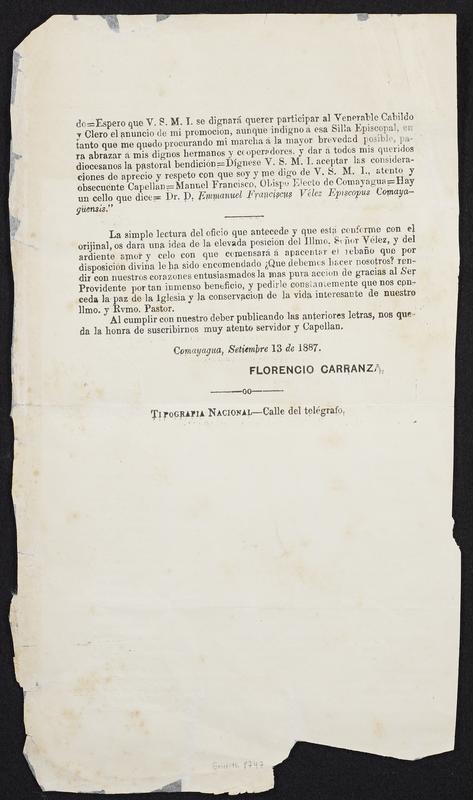 do=Espero que V. S. M. I. se dignará querer participar al Venerable Cabildo
y Clero el anuncio de mi promocion, aunque indigno a esa Silla Episcopal, en
tanto que me quedo procurando mi marcha á la mayor brevedad posible, pa-
ra abrazar a mis dignos hermanos y cooperadores, y dar á todos mis queridos
diocesanos la pastoral bendicion=Dígnese V. S. M. I. aceptar las considera-
ciones de aprecio y respeto con que soy y me digo de V. S. M. I., atento y
obsecuente Capellan=Manuel Francisco, Obispo Electo de Comayagua=Hay
un cello que dice= Dr. D. Emmanuel Franciscus Vélez Episcopus Comaya-
güensis."
La simple lectura del oficio que antecede y que está conforme con el
orijinal, os dara una idea de la elevada posicion del Illmo. Señor Vélez, y del
ardiente amor y celo con que comensará a apacentar el rebaño que por
disposicion divina le ha sido encomendado ¿Que debemos hacer nosotros? ren-
dir con nuestros corazones entusiasmados la mas pura accion de gracias al Ser
Providente por tan inmenso beneficio, y pedirle constantemente que nos con-
ceda la paz de la Iglesia y la conservacion de la vida interesante de nuestro
Ilmo. y Rvmo. Pastor.
Al cumplir con nuestro deber publicando las anteriores letras, nos que-
da la honra de suscribirnos muy atento servidor y Capellan.
Comayagua, Setiembre 13 de 1887.
FLORENCIO CARRANZA.
TIPOGRAFIA NACIONAL—Calle del telégrafo.
8747